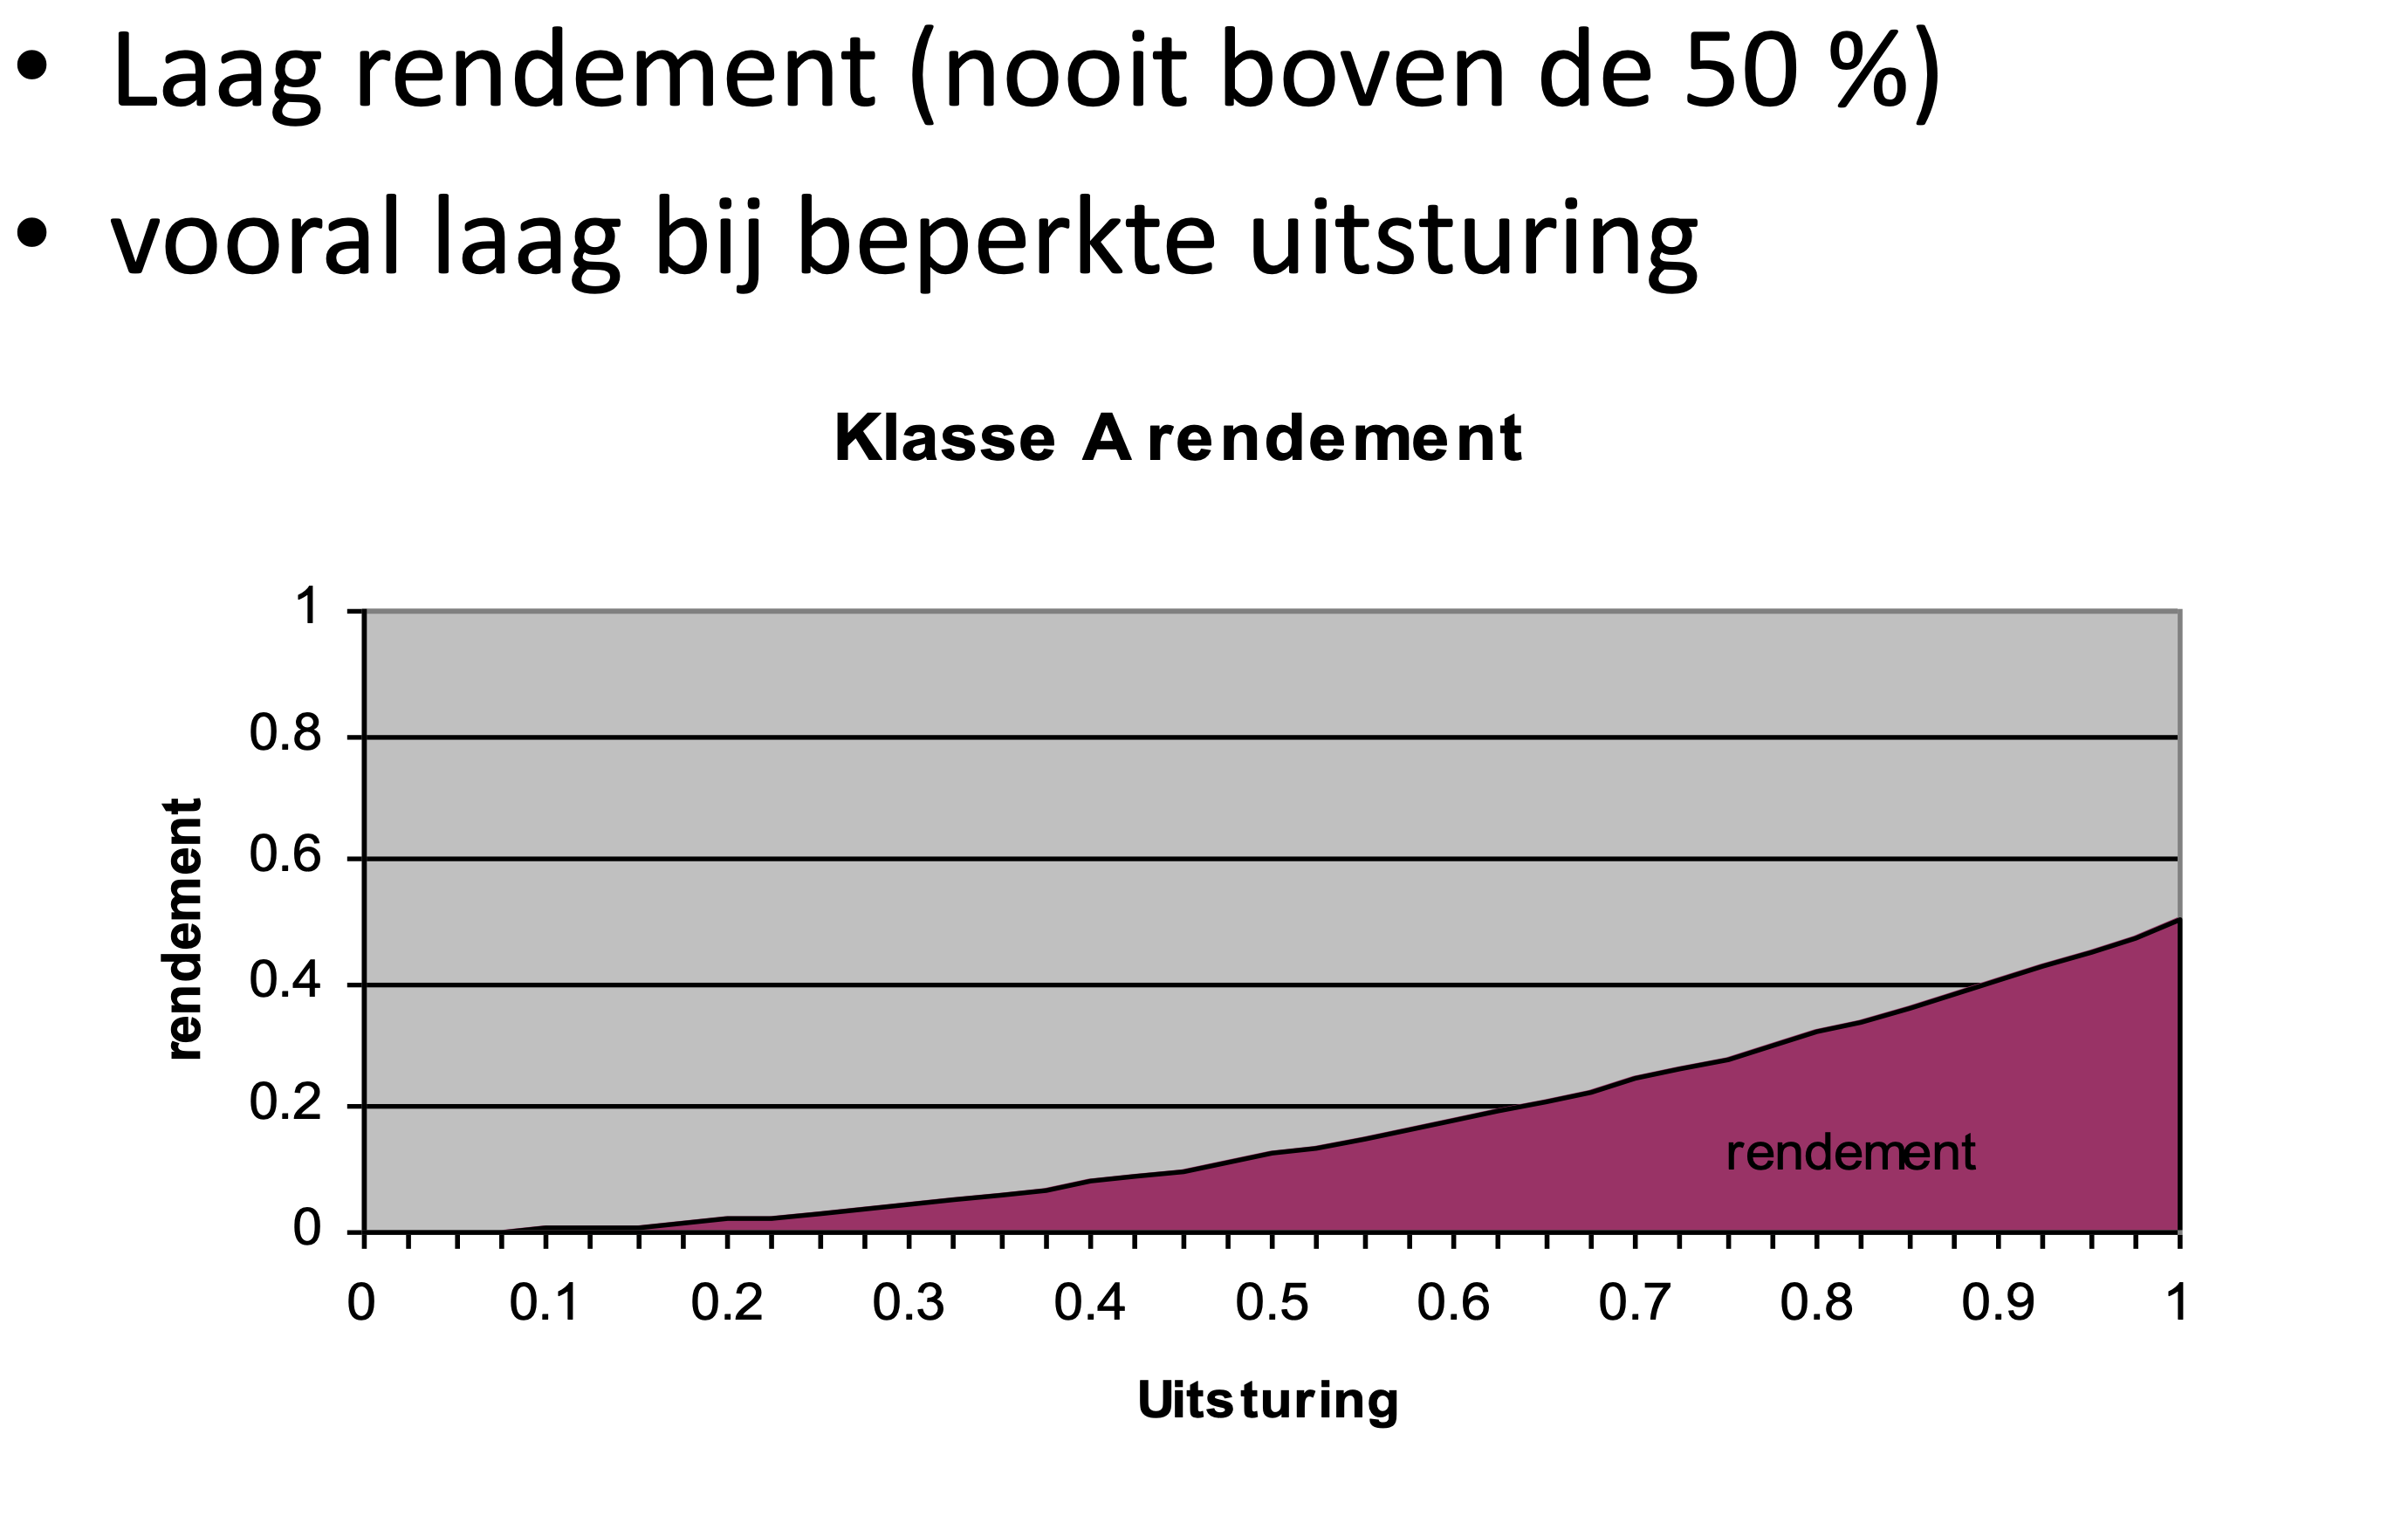 • Laag rendement (nooit boven de 50 %)
• vooral laag bij beperkte uitsturing
Klasse A rendement
1
0.8
0.6
0.4
0.2
0
rendement
rendement
0 0.1 0.2 0.3 0.4 0.5 0.6 0.7 0.8 0.9 1
Uitsturing